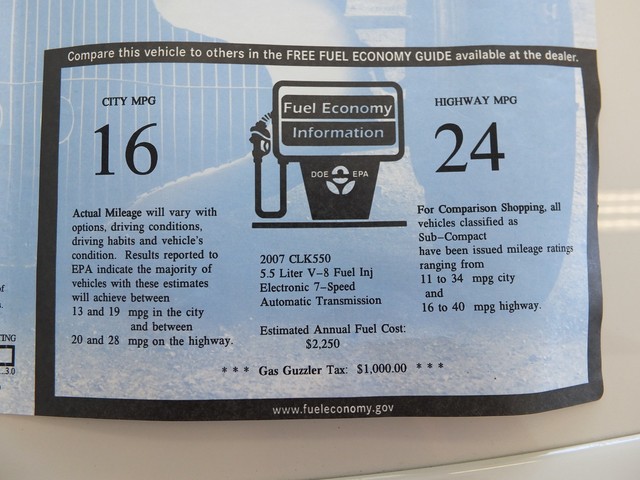 Compare this vehicle to others in the FREE FUEL ECONOMY GUIDE available at the dealer.
CITY MPG
16
Fuel Economy
Information
DOE EPA
HIGHWAY MPG
24
Actual Mileage will vary with
options, driving conditions,
driving habits and vehicle's
condition. Results reported to
EPA indicate the majority of
vehicles with these estimates
will achieve between
13 and 19 mpg in the city
and between
20 and 28 mpg on the highway.
2007 CLK550
5.5 Liter V-8 Fuel Inj
Electronic 7-Speed
Automatic Transmission
Estimated Annual Fuel Cost:
$2,250
For Comparison Shopping, all
vehicles classified as
Sub-Compact
have been issued mileage ratings
ranging from
11 to 34 mpg city
and
16 to 40 mpg highway.
* * * Gas Guzzler Tax: $1,000.00 * * *
www.fueleconomy.gov